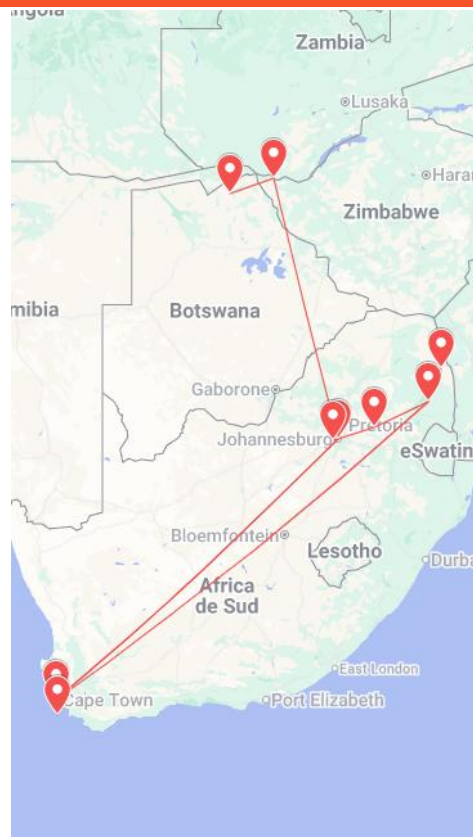 ngola
Zambia
Lusaka
Harar
Zimbabwe
mibia
Botswana
Gaborone
Pretoria
Johannesburg
eSwatin
Bloemfontein
Lesotho
Durba
Africa
de Sud
East London
Cape Town
Port Elizabeth